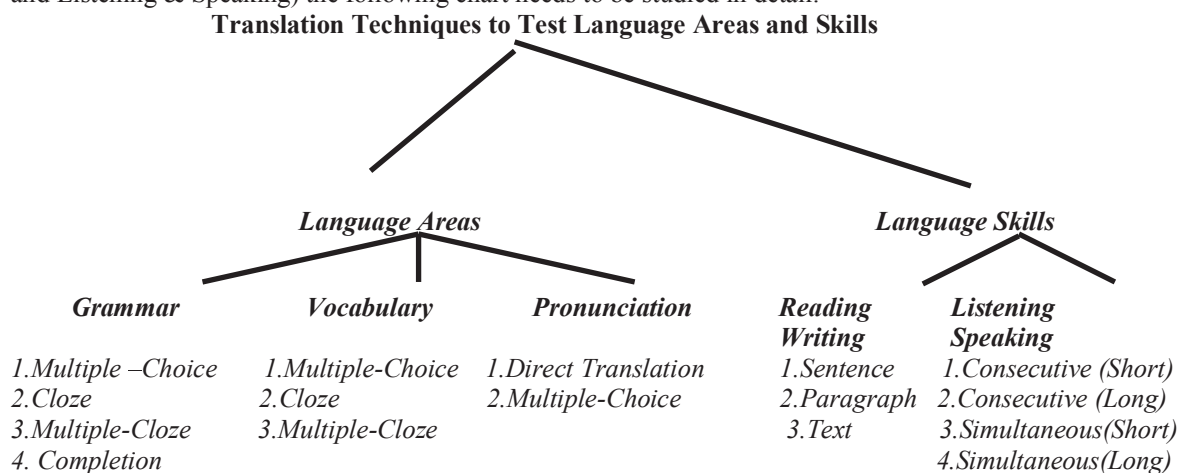 and Listening & Speaking) the following chart needs to be studied in detail:
Translation Techniques to Test Language Areas and Skills
Language Areas
Language Skills
Grammar
Vocabulary
Pronunciation
Reading
Writing
Listening
Speaking
1.Multiple –Choice
2.Cloze
3.Multiple-Cloze
4. Completion
1.Multiple-Choice
2.Cloze
3.Multiple-Cloze
1.Direct Translation
2.Multiple-Choice
1.Sentence
2.Paragraph
3.Text
1.Consecutive (Short)
2.Consecutive (Long)
3.Simultaneous(Short)
4.Simultaneous(Long)